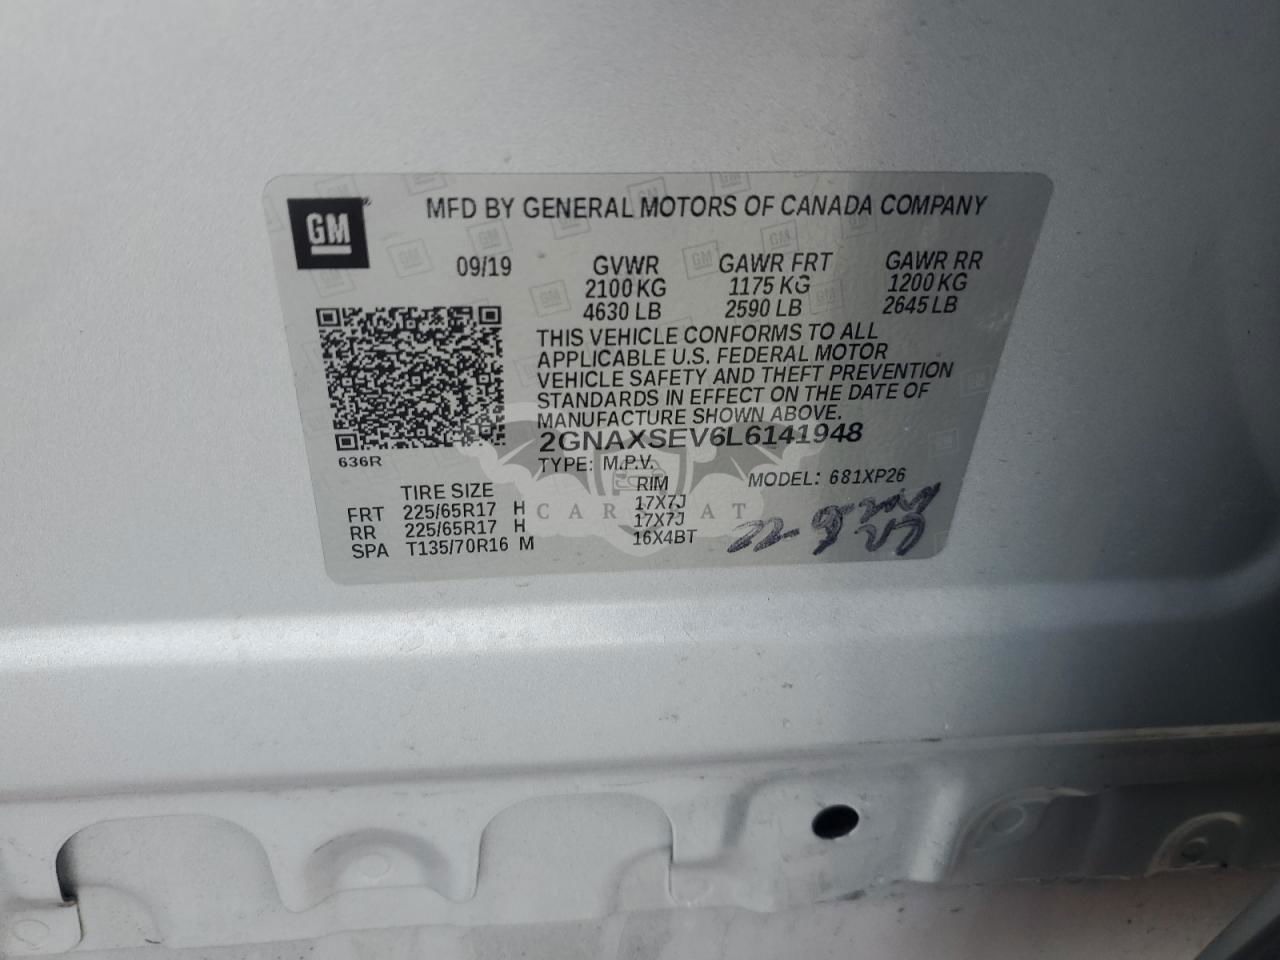 GM
MFD BY GENERAL MOTORS OF CANADA COMPANY
09/19
GVWR GAWR FRT GAWR RR
2100 KG 1175 KG 1200 KG
4630 LB 2590 LB 2645 LB
THIS VEHICLE CONFORMS TO ALL
APPLICABLE U.S. FEDERAL MOTOR
VEHICLE SAFETY AND THEFT PREVENTION
STANDARDS IN EFFECT ON THE DATE OF
MANUFACTURE SHOWN ABOVE.
2GNAXSEV6L6141948
636R
TYPE: M.P.V. MODEL: 681XP26
TIRE SIZE RIM
FRT 225/65R17 H 17X7J
RR 225/65R17 H 17X7J
SPA T135/70R16 M 16X4BT